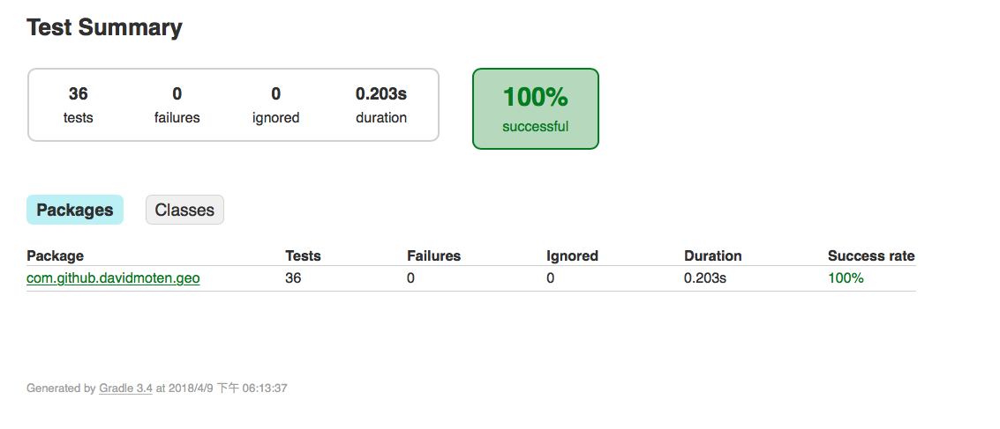 Test Summary
36 0 0 0.203s 100%
tests failures ignored duration successful
Packages Classes
Package Tests Failures Ignored Duration Success rate
com.github.davidmoten.geo 36 0 0 0.203s 100%
Generated by Gradle 3.4 at 2018/4/9 下午 06:13:37